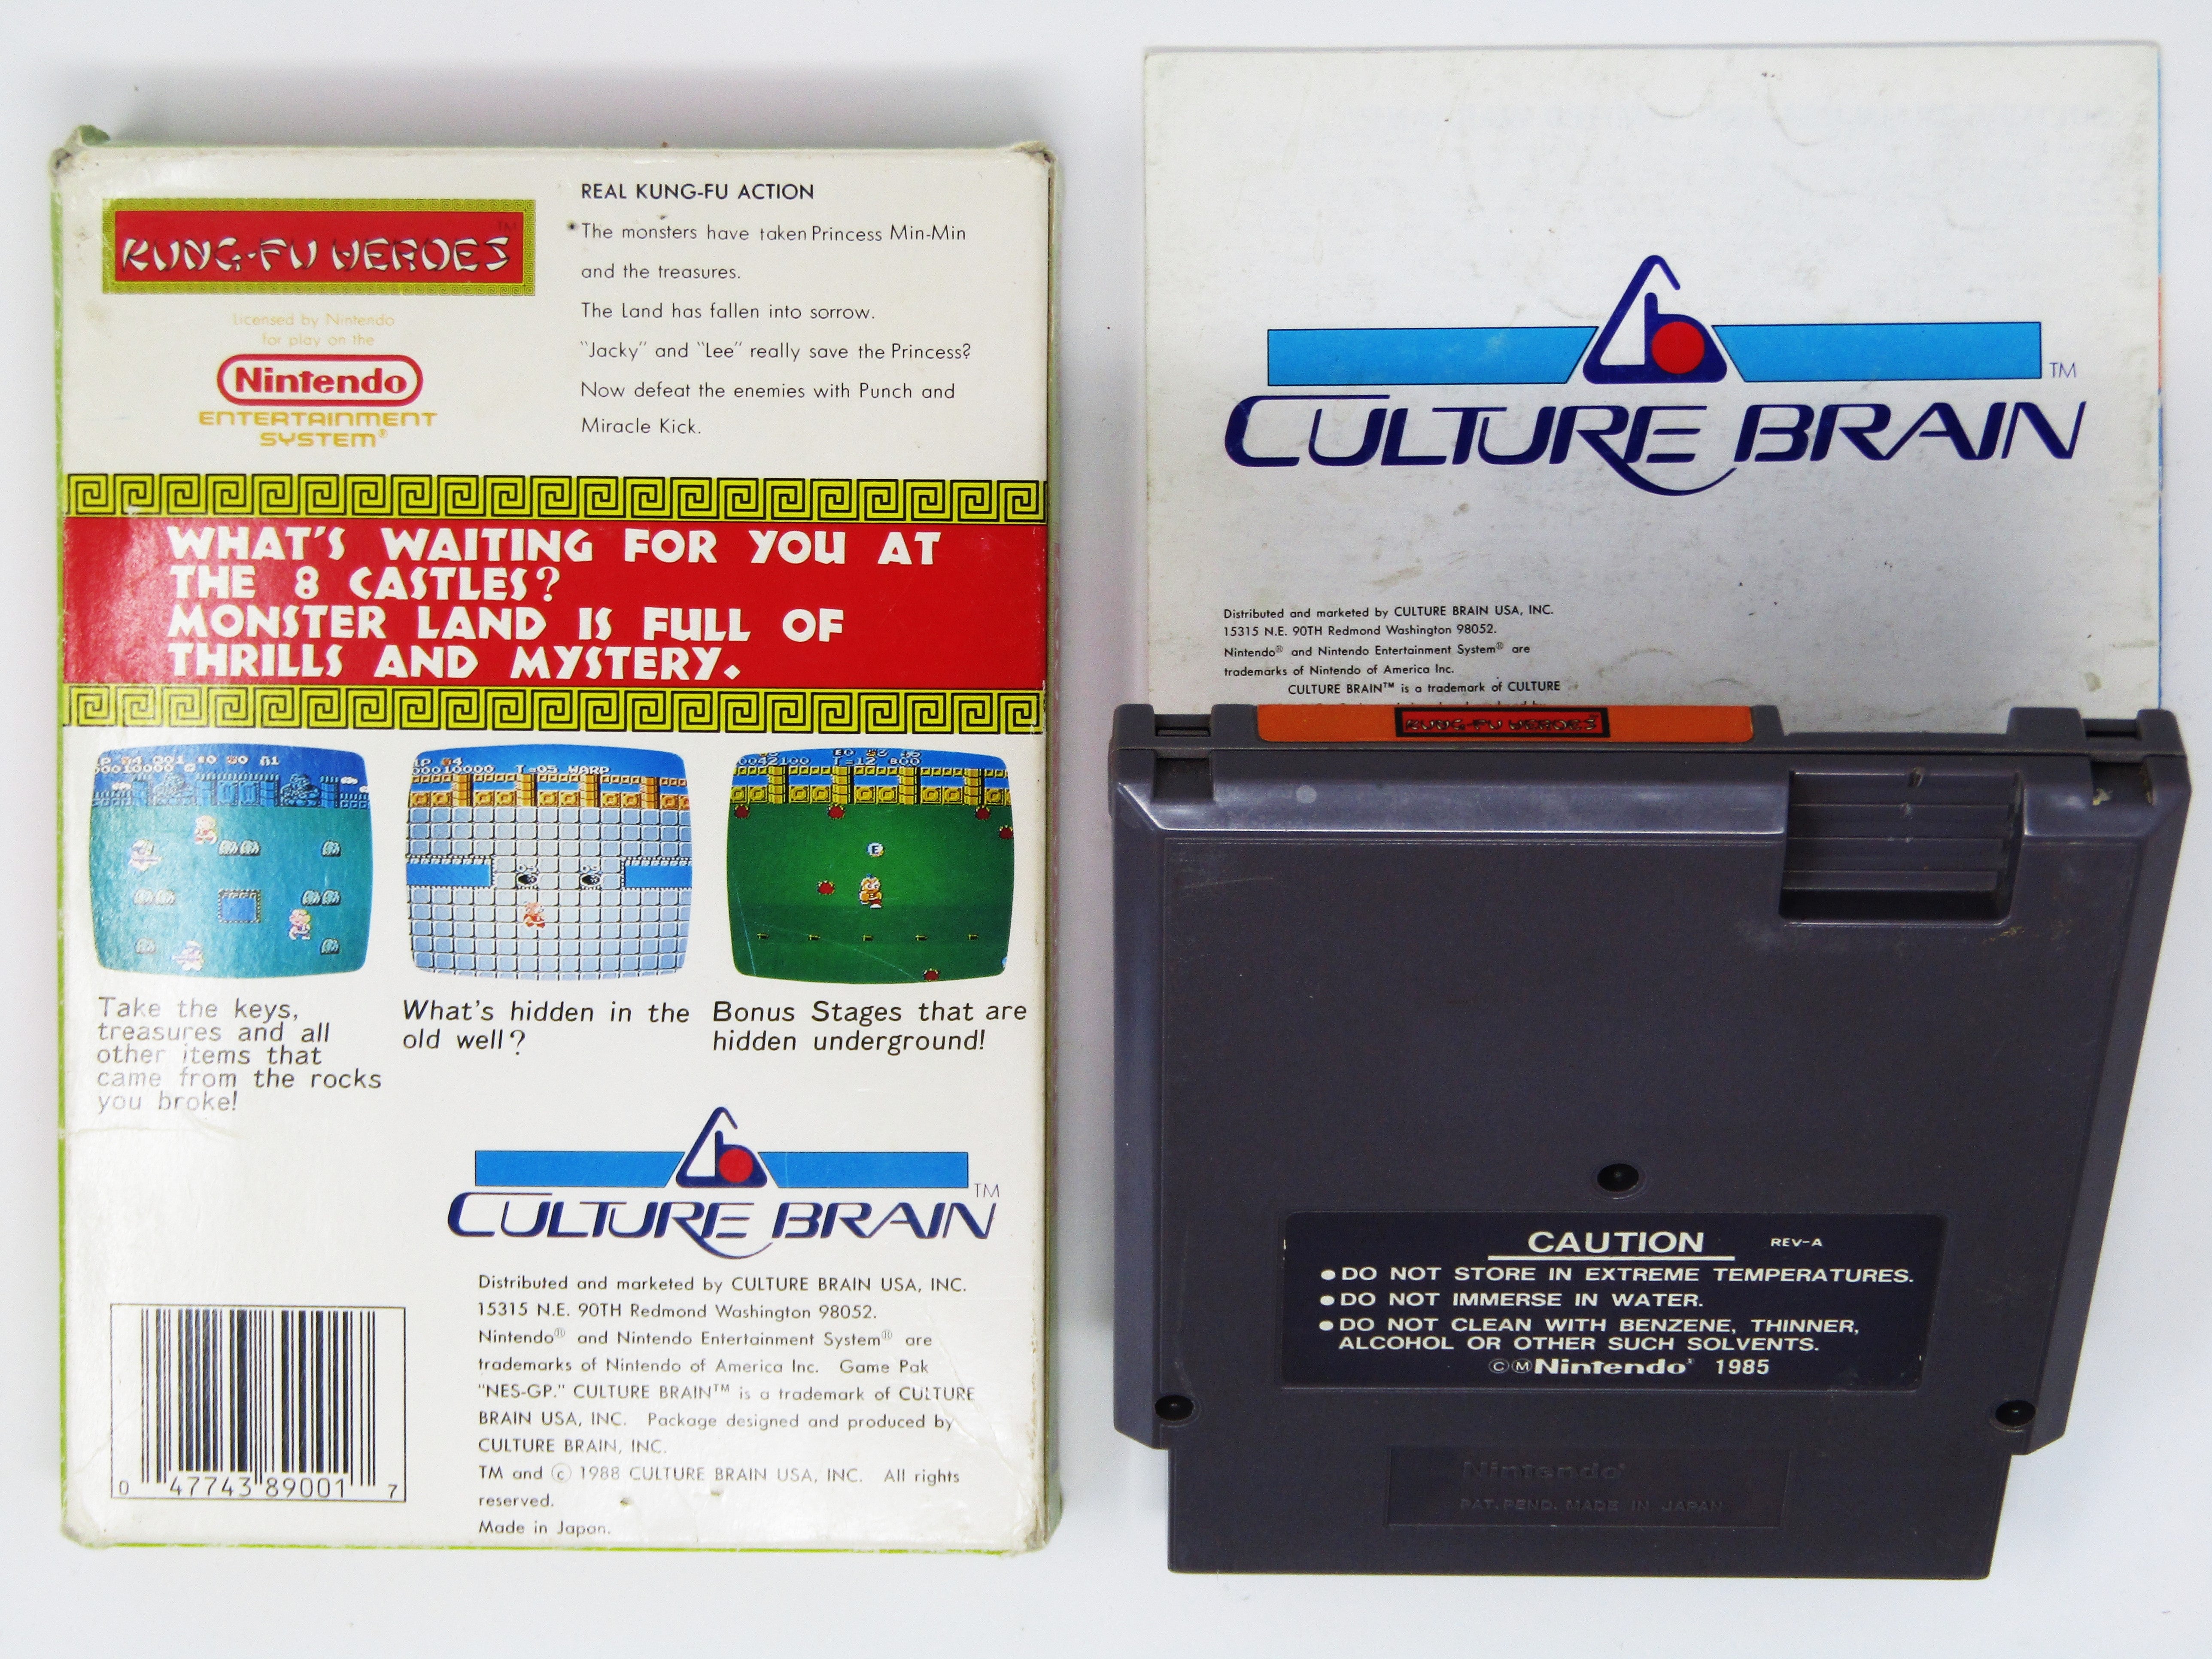 KUNG-FU HEROES TM
Licensed by Nintendo
for play on the
Nintendo
ENTERTAINMENT
SYSTEM®
REAL KUNG-FU ACTION
The monsters have taken Princess Min-Min
and the treasures.
The Land has fallen into sorrow.
"Jacky" and "Lee" really save the Princess?
Now defeat the enemies with Punch and
Miracle Kick.
WHAT'S WAITING FOR YOU AT
THE 8 CASTLES?
MONSTER LAND IS FULL OF
THRILLS AND MYSTERY.
00010000
1P
00010000 T=05 WARP
0042100 T=12 800
E
Take the keys,
treasures and all
other items that
came from the rocks
you broke!
What's hidden in the
old well?
Bonus Stages that are
hidden underground!
TM
CULTURE BRAIN
Distributed and marketed by CULTURE BRAIN USA, INC.
15315 N.E. 90TH Redmond Washington 98052.
Nintendo® and Nintendo Entertainment System® are
trademarks of Nintendo of America Inc. Game Pak
"NES-GP." CULTURE BRAIN™ is a trademark of CULTURE
BRAIN USA, INC. Package designed and produced by
CULTURE BRAIN, INC.
TM and © 1988 CULTURE BRAIN USA, INC. All rights
reserved.
Made in Japan.
0 47743 89001 7
TM
CULTURE BRAIN
Distributed and marketed by CULTURE BRAIN USA, INC.
15315 N.E. 90TH Redmond Washington 98052.
Nintendo® and Nintendo Entertainment System® are
trademarks of Nintendo of America Inc.
CULTURE BRAIN™ is a trademark of CULTURE
KUNG-FU HEROES
CAUTION REV-A
●DO NOT STORE IN EXTREME TEMPERATURES.
●DO NOT IMMERSE IN WATER.
●DO NOT CLEAN WITH BENZENE, THINNER,
ALCOHOL OR OTHER SUCH SOLVENTS.
©ⓂNintendo® 1985
Nintendo®
PAT. PEND. MADE IN JAPAN